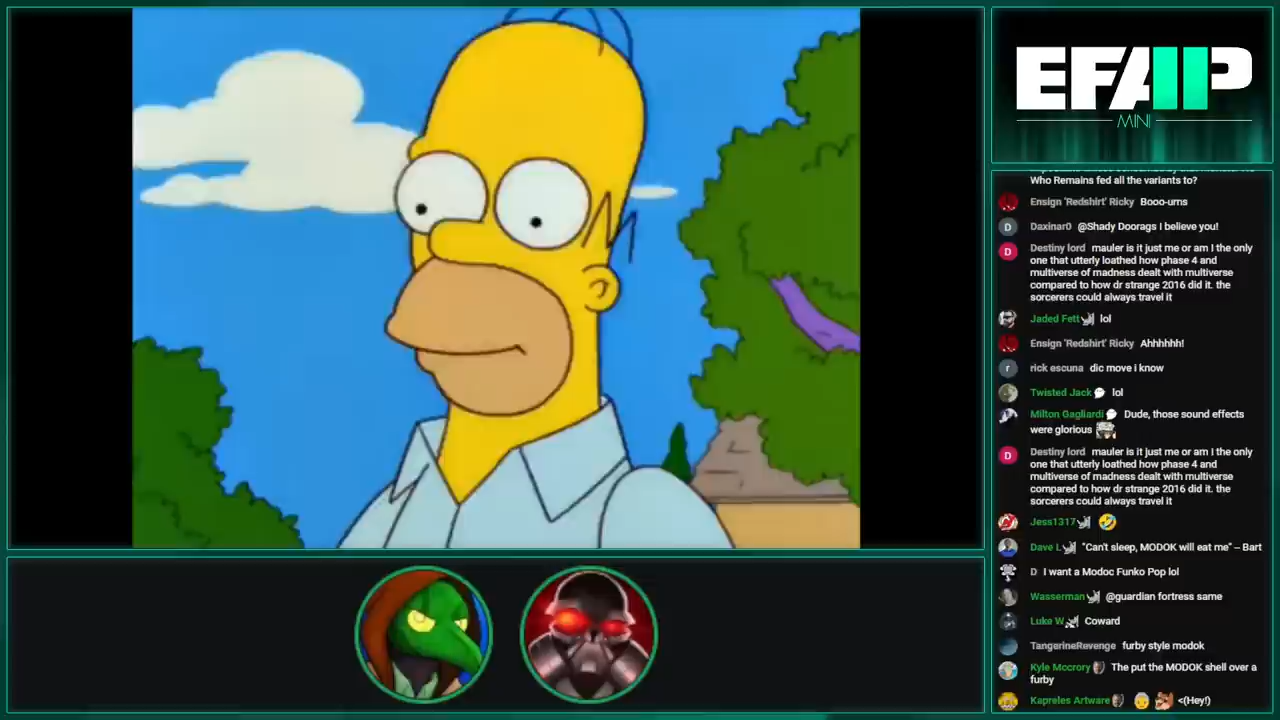 EFAP
MINI
Who Remains fed all the variants to?
Ensign 'Redshirt' Ricky Booo-urns
Daxinar0 @Shady Doorags I believe you!
Destiny lord mauler is it just me or am I the only
one that utterly loathed how phase 4 and
multiverse of madness dealt with multiverse
compared to how dr strange 2016 did it. the
sorcerers could always travel it
Jaded Fett lol
Ensign 'Redshirt' Ricky Ahhhhhh!
r rick escuna dic move i know
Twisted Jack lol
Milton Gagliardi Dude, those sound effects
were glorious
Destiny lord mauler is it just me or am I the only
one that utterly loathed how phase 4 and
multiverse of madness dealt with multiverse
compared to how dr strange 2016 did it. the
sorcerers could always travel it
Jess1317
Dave L "Can't sleep, MODOK will eat me" – Bart
D I want a Modoc Funko Pop lol
Wasserman @guardian fortress same
Luke W Coward
TangerineRevenge furby style modok
Kyle Mccrory The put the MODOK shell over a
furby
Kapreles Artware <(Hey!)